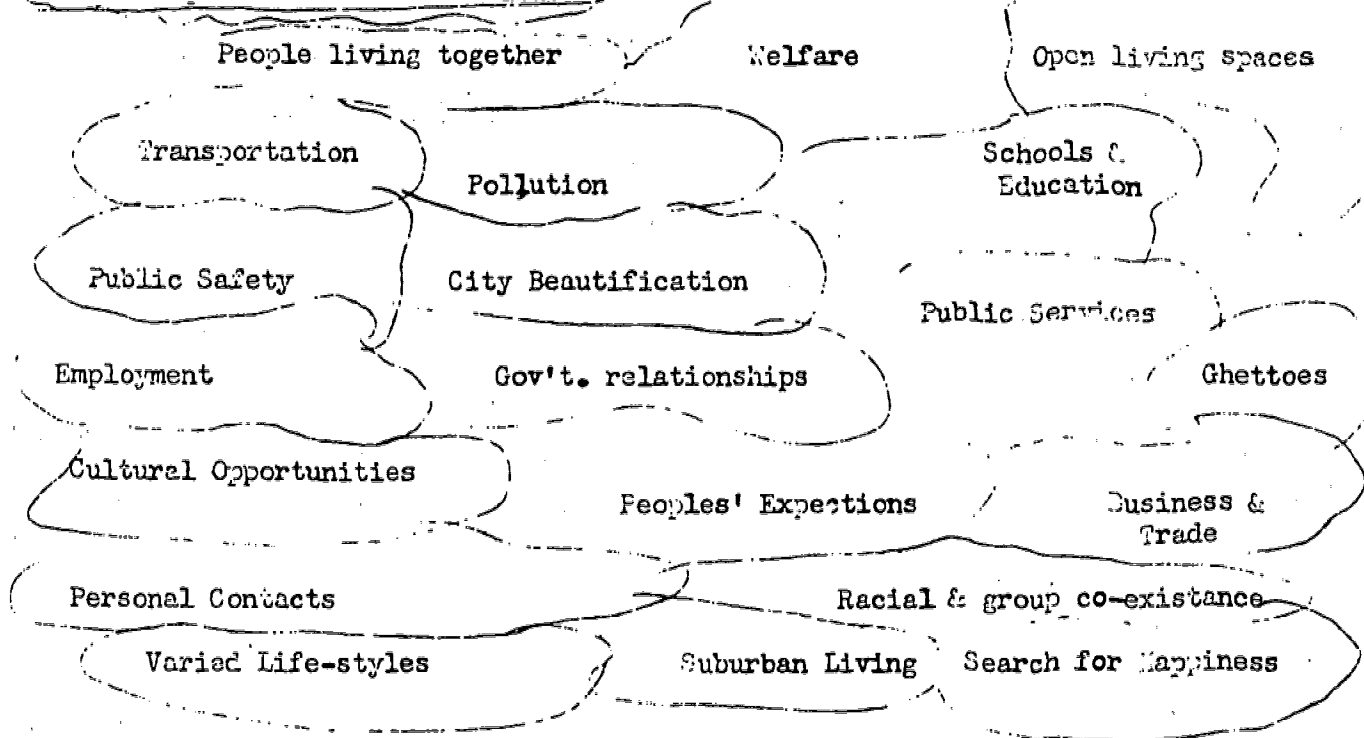 People living together Welfare Open living spaces
Transportation Schools &
Pollution Education
Public Safety City Beautification
Public Services
Employment Gov't. relationships Ghettoes
Cultural Opportunities
Peoples' Expections Business &
Trade
Personal Contacts Racial & group co-existance
Varied Life-styles Suburban Living Search for Happiness